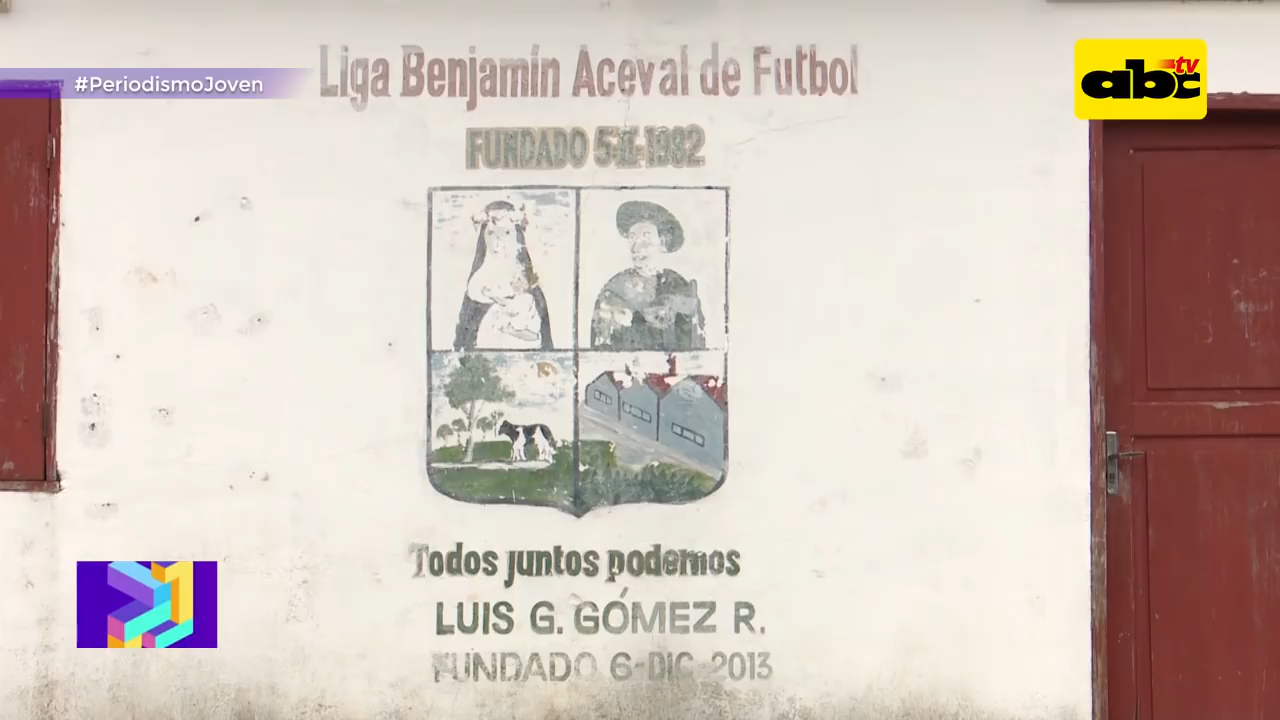 #PeriodismoJoven
abc tv
Liga Benjamín Aceval de Futbol
FUNDADO 5-II-1982
Todos juntos podemos
LUIS G. GÓMEZ R.
FUNDADO 6-DIC-2013